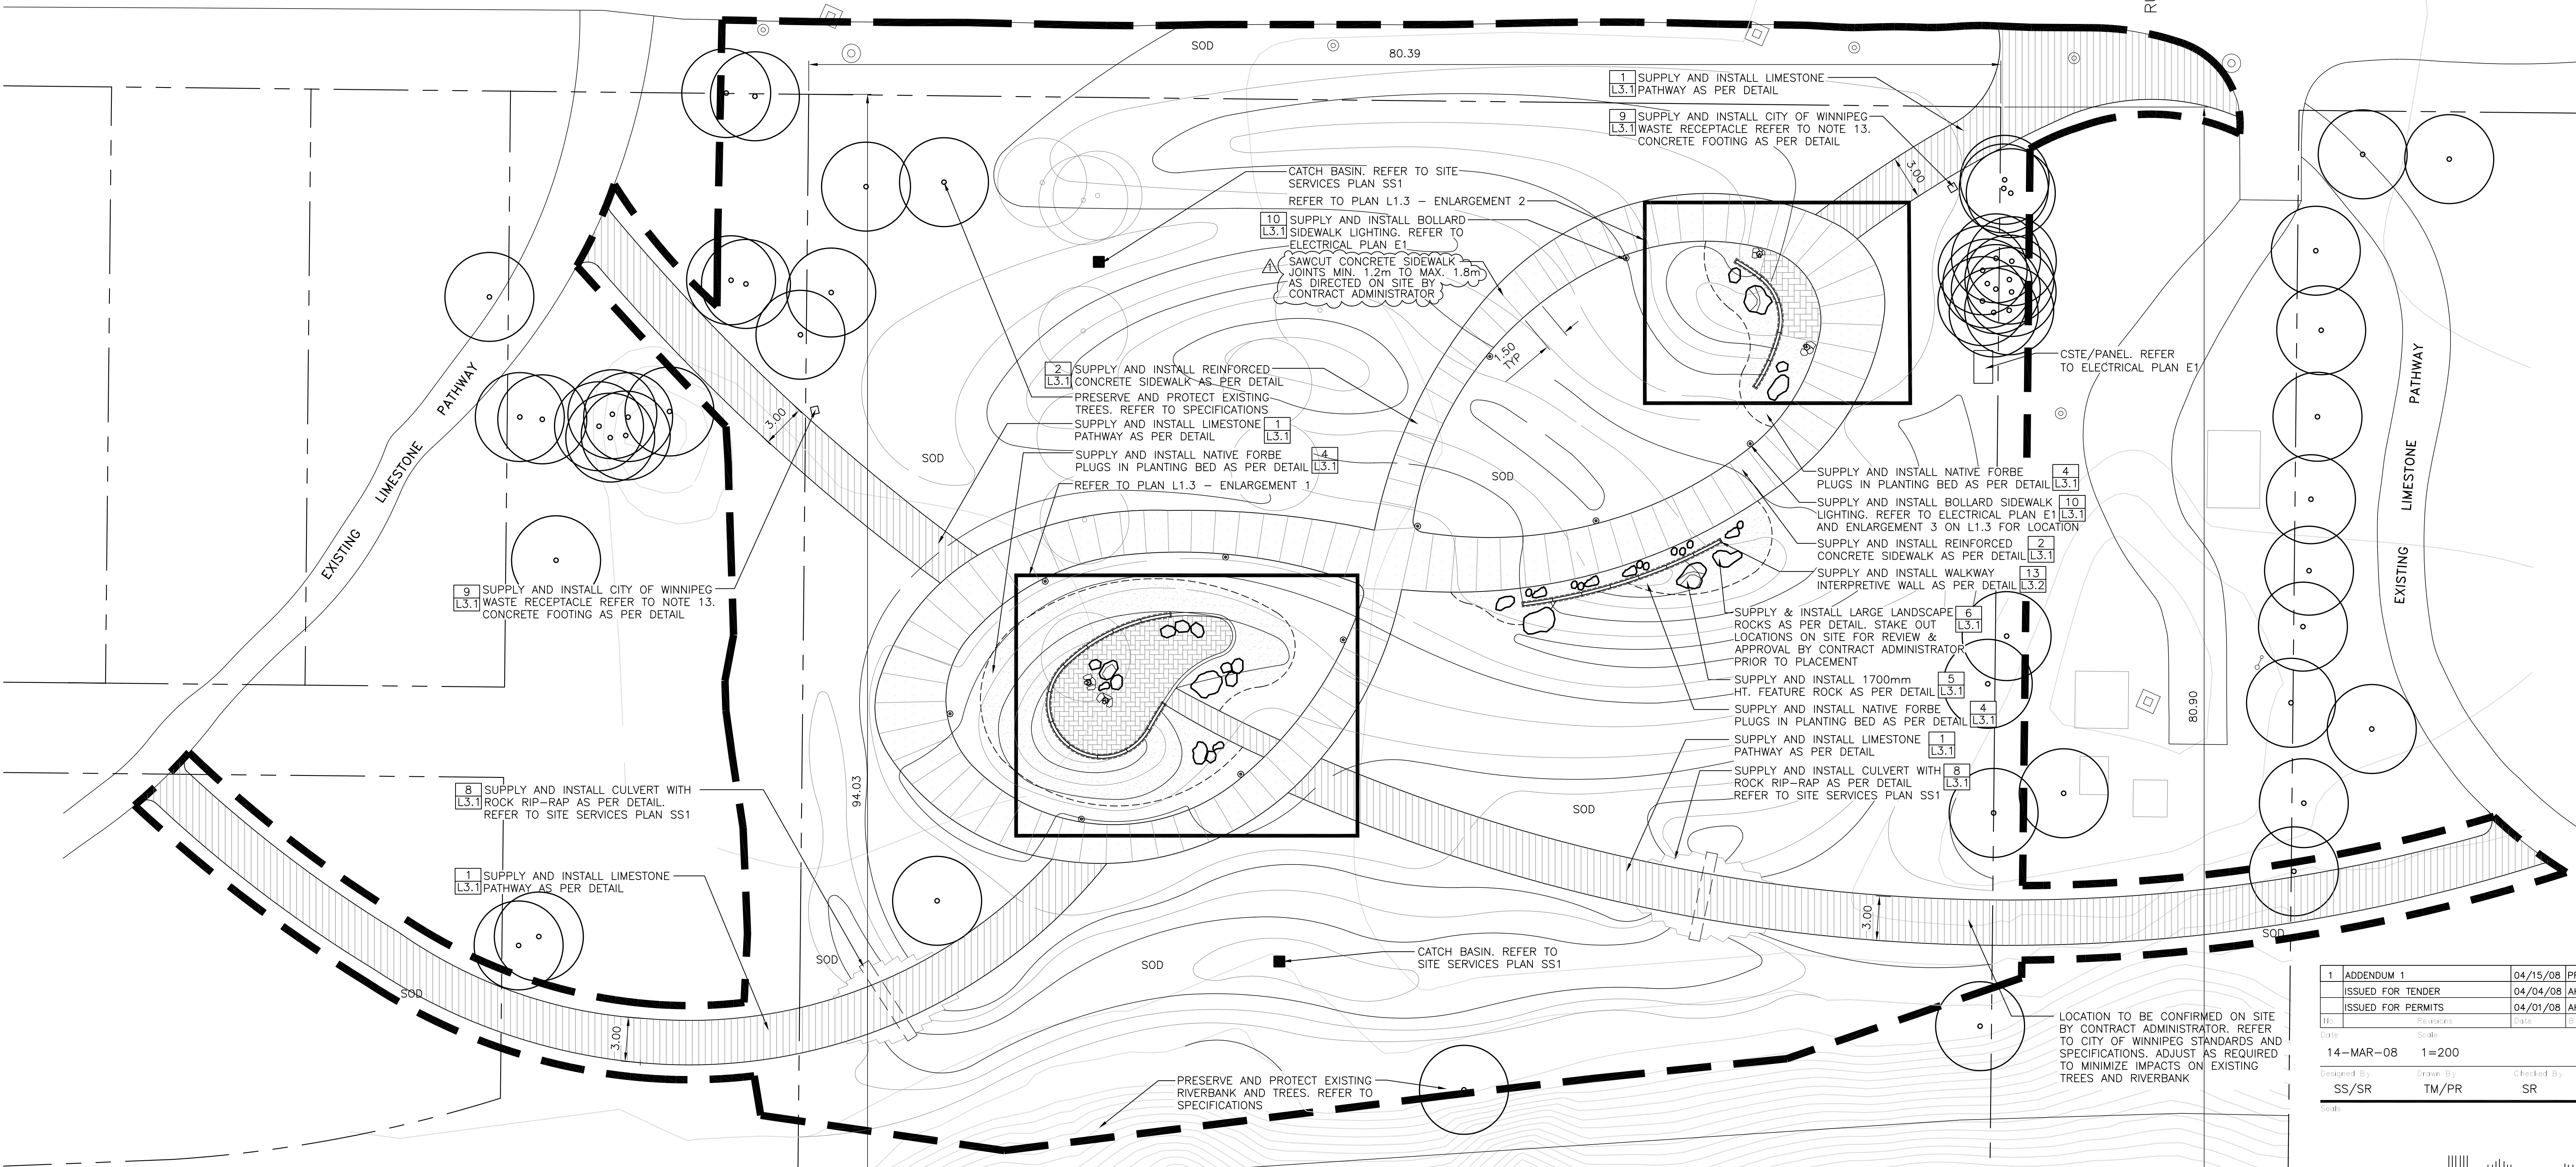 SOD
80.39
1 SUPPLY AND INSTALL LIMESTONE
L3.1 PATHWAY AS PER DETAIL
9 SUPPLY AND INSTALL CITY OF WINNIPEG
L3.1 WASTE RECEPTACLE REFER TO NOTE 13.
CONCRETE FOOTING AS PER DETAIL
3.00
CATCH BASIN. REFER TO SITE
SERVICES PLAN SS1
REFER TO PLAN L1.3 - ENLARGEMENT 2
10 SUPPLY AND INSTALL BOLLARD
L3.1 SIDEWALK LIGHTING. REFER TO
ELECTRICAL PLAN E1
1 SAWCUT CONCRETE SIDEWALK
JOINTS MIN. 1.2m TO MAX. 1.8m
AS DIRECTED ON SITE BY
CONTRACT ADMINISTRATOR
1.50
TYP
2 SUPPLY AND INSTALL REINFORCED
L3.1 CONCRETE SIDEWALK AS PER DETAIL
PRESERVE AND PROTECT EXISTING
TREES. REFER TO SPECIFICATIONS
SUPPLY AND INSTALL LIMESTONE 1
PATHWAY AS PER DETAIL L3.1
SUPPLY AND INSTALL NATIVE FORBE 4
PLUGS IN PLANTING BED AS PER DETAIL L3.1
REFER TO PLAN L1.3 - ENLARGEMENT 1
3.00
SOD
SOD
CSTE/PANEL. REFER
TO ELECTRICAL PLAN E1
EXISTING LIMESTONE PATHWAY
EXISTING LIMESTONE PATHWAY
SUPPLY AND INSTALL NATIVE FORBE 4
PLUGS IN PLANTING BED AS PER DETAIL L3.1
SUPPLY AND INSTALL BOLLARD SIDEWALK 10
LIGHTING. REFER TO ELECTRICAL PLAN E1 L3.1
AND ENLARGEMENT 3 ON L1.3 FOR LOCATION
SUPPLY AND INSTALL REINFORCED 2
CONCRETE SIDEWALK AS PER DETAIL L3.1
SUPPLY AND INSTALL WALKWAY 13
INTERPRETIVE WALL AS PER DETAIL L3.2
SUPPLY & INSTALL LARGE LANDSCAPE 6
ROCKS AS PER DETAIL. STAKE OUT L3.1
LOCATIONS ON SITE FOR REVIEW &
APPROVAL BY CONTRACT ADMINISTRATOR
PRIOR TO PLACEMENT
SUPPLY AND INSTALL 1700mm 5
HT. FEATURE ROCK AS PER DETAIL L3.1
SUPPLY AND INSTALL NATIVE FORBE 4
PLUGS IN PLANTING BED AS PER DETAIL L3.1
SUPPLY AND INSTALL LIMESTONE 1
PATHWAY AS PER DETAIL L3.1
SUPPLY AND INSTALL CULVERT WITH 8
ROCK RIP-RAP AS PER DETAIL L3.1
REFER TO SITE SERVICES PLAN SS1
9 SUPPLY AND INSTALL CITY OF WINNIPEG
L3.1 WASTE RECEPTACLE REFER TO NOTE 13.
CONCRETE FOOTING AS PER DETAIL
8 SUPPLY AND INSTALL CULVERT WITH
L3.1 ROCK RIP-RAP AS PER DETAIL.
REFER TO SITE SERVICES PLAN SS1
1 SUPPLY AND INSTALL LIMESTONE
L3.1 PATHWAY AS PER DETAIL
94.03
80.90
SOD
3.00
SOD
SOD
SOD
SOD
3.00
CATCH BASIN. REFER TO
SITE SERVICES PLAN SS1
PRESERVE AND PROTECT EXISTING
RIVERBANK AND TREES. REFER TO
SPECIFICATIONS
LOCATION TO BE CONFIRMED ON SITE
BY CONTRACT ADMINISTRATOR. REFER
TO CITY OF WINNIPEG STANDARDS AND
SPECIFICATIONS. ADJUST AS REQUIRED
TO MINIMIZE IMPACTS ON EXISTING
TREES AND RIVERBANK
1 ADDENDUM 1 04/15/08
ISSUED FOR TENDER 04/04/08
ISSUED FOR PERMITS 04/01/08
No. Revisions Date
Date Scale
14-MAR-08 1=200
Designed By Drawn By Checked By
SS/SR TM/PR SR
Seals